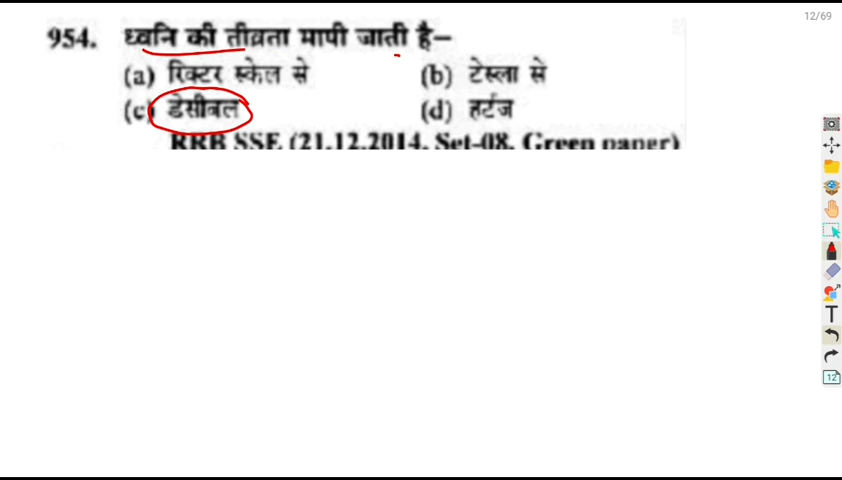 12/69
954. ध्वनि की तीव्रता मापी जाती है–
(a) रिक्टर स्केल से (b) टेस्ला से
(c) डेसीबल (d) हर्टज
RRB SSE (21.12.2014, Set-08, Green paper)
T
12